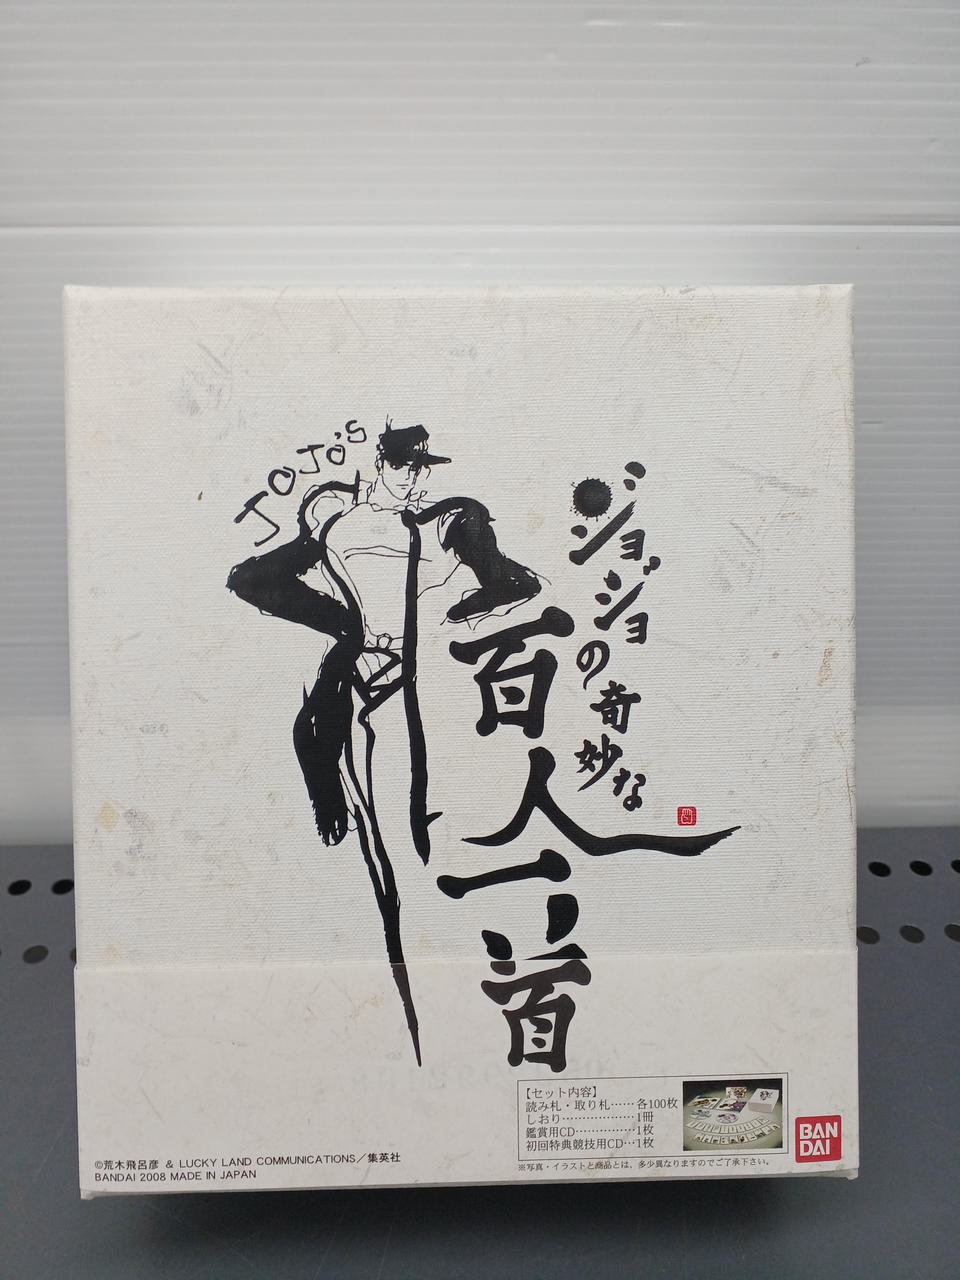 JOJO'S
ジョジョの奇妙な
百人一首
【セット内容】
読み札・取り札……各100枚
しおり…………………1冊
鑑賞用CD……………1枚
初回特典競技用CD…1枚
※写真・イラストと商品とは、多少異なりますのでご了承下さい。
BAN
DAI
©荒木飛呂彦 & LUCKY LAND COMMUNICATIONS／集英社
BANDAI 2008 MADE IN JAPAN